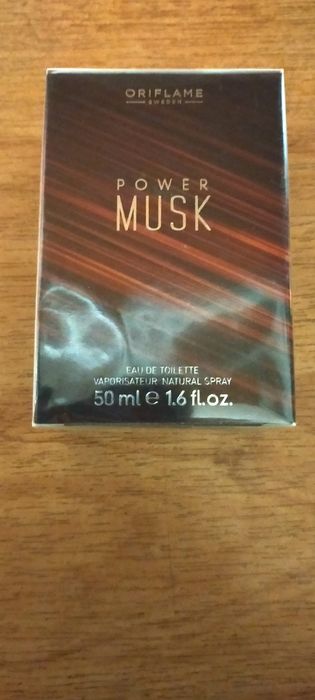 ORIFLAME
SWEDEN
POWER
MUSK
EAU DE TOILETTE
VAPORISATEUR NATURAL SPRAY
50 ml e 1.6 fl.oz.